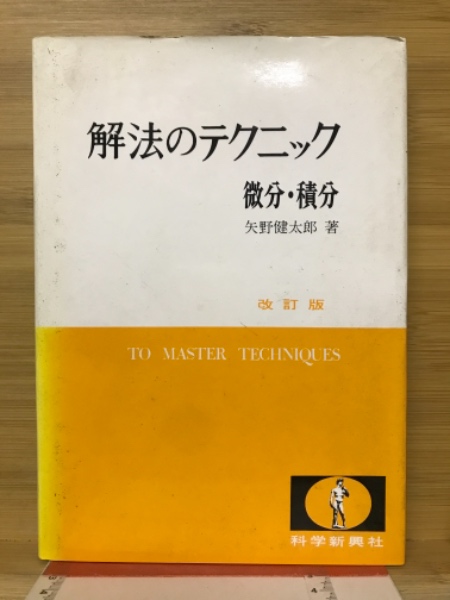 解法のテクニック
微分・積分
矢野健太郎 著
改訂版
TO MASTER TECHNIQUES
科学新興社